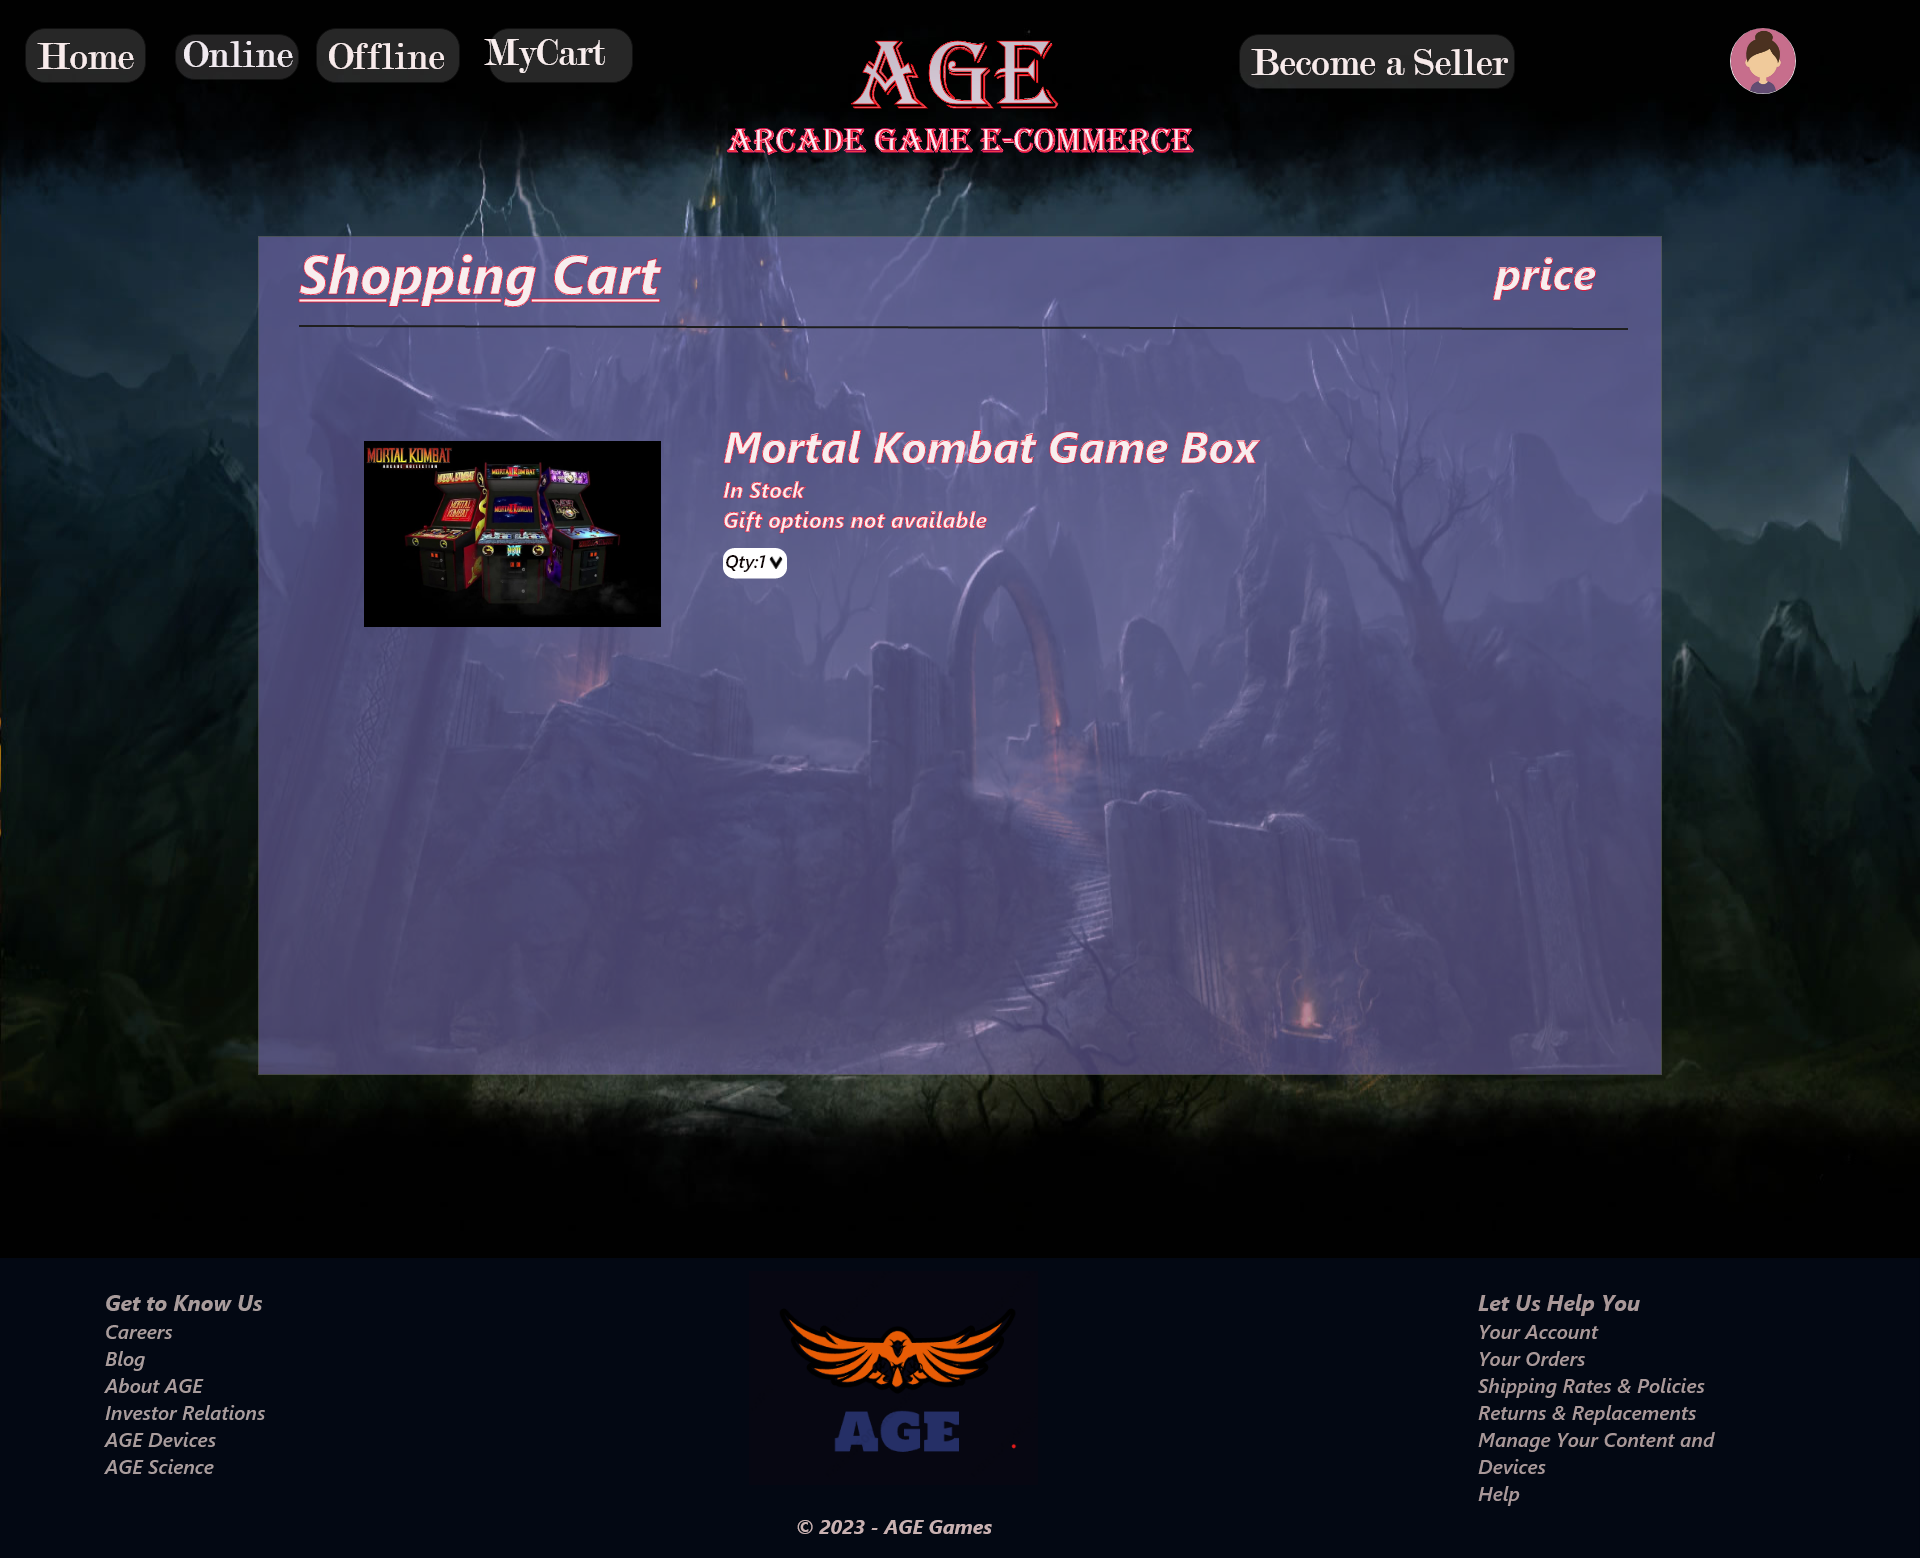 Home
Online
Offline
MyCart
AGE
ARCADE GAME E-COMMERCE
Become a Seller
Shopping Cart
price
MORTAL KOMBAT
ARCADE KOLLECTION
Mortal Kombat Game Box
In Stock
Gift options not available
Qty:1
Get to Know Us
Careers
Blog
About AGE
Investor Relations
AGE Devices
AGE Science
AGE
© 2023 - AGE Games
Let Us Help You
Your Account
Your Orders
Shipping Rates & Policies
Returns & Replacements
Manage Your Content and
Devices
Help